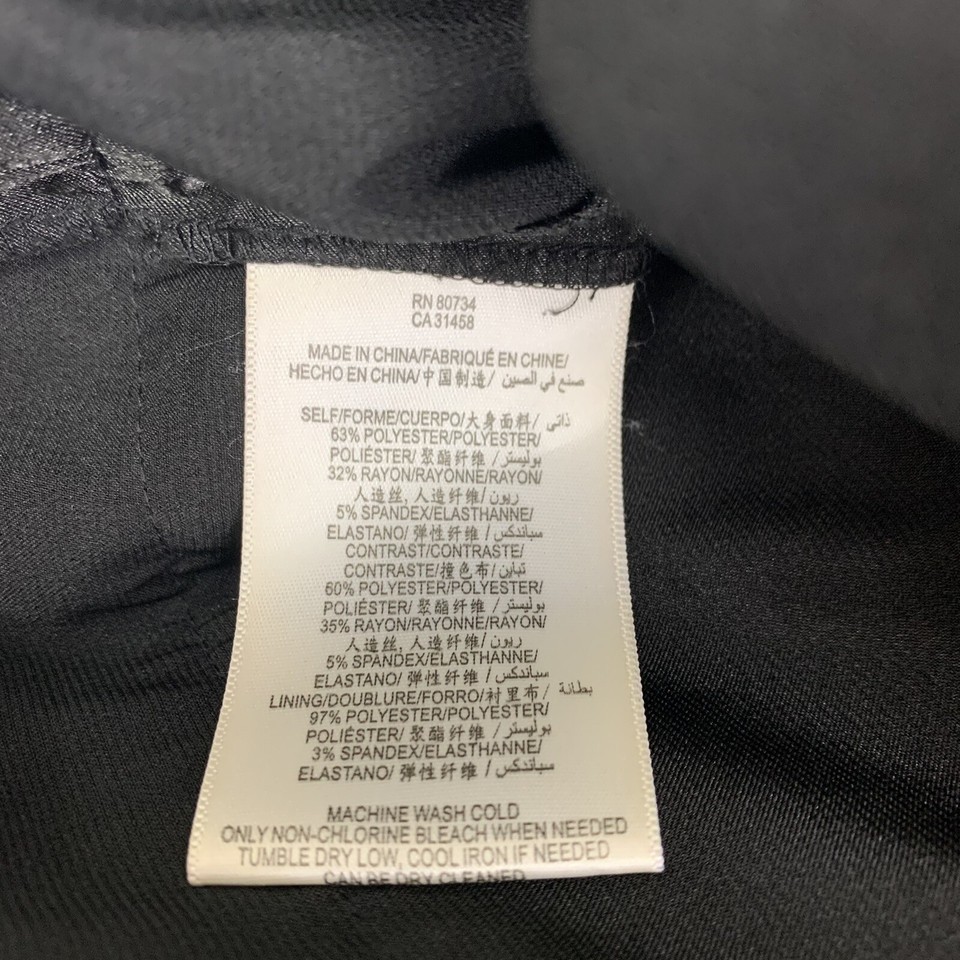 RN 80734
CA 31458
MADE IN CHINA/FABRIQUÉ EN CHINE/
HECHO EN CHINA/中国制造/ صنع في الصين
SELF/FORME/CUERPO/大身面料/ ذاتى
63% POLYESTER/POLYESTER/
POLIÉSTER/ 聚酯纤维 / بوليستر
32% RAYON/RAYONNE/RAYON/
人造丝, 人造纤维/ ريون
5% SPANDEX/ELASTHANNE/
ELASTANO/ 弹性纤维 / سباندكس
CONTRAST/CONTRASTE/
CONTRASTE/撞色布/ تباين
60% POLYESTER/POLYESTER/
POLIÉSTER/ 聚酯纤维 / بوليستر
35% RAYON/RAYONNE/RAYON/
人造丝, 人造纤维/ ريون
5% SPANDEX/ELASTHANNE/
ELASTANO/ 弹性纤维 / سباندكس
LINING/DOUBLURE/FORRO/衬里布/ بطانة
97% POLYESTER/POLYESTER/
POLIÉSTER/ 聚酯纤维 / بوليستر
3% SPANDEX/ELASTHANNE/
ELASTANO/ 弹性纤维 / سباندكس
MACHINE WASH COLD
ONLY NON-CHLORINE BLEACH WHEN NEEDED
TUMBLE DRY LOW, COOL IRON IF NEEDED
CAN BE DRY CLEANED